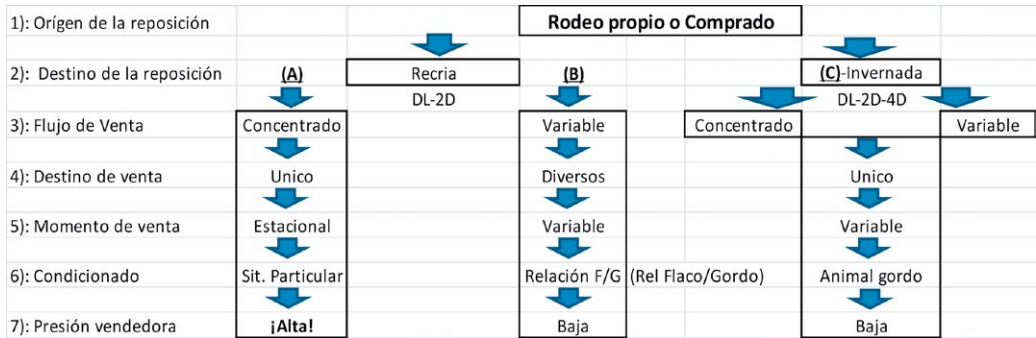 1): Orígen de la reposición Rodeo propio o Comprado
2): Destino de la reposición (A) Recria (B) (C)-Invernada
DL-2D DL-2D-4D
3): Flujo de Venta Concentrado Variable Concentrado Variable
4): Destino de venta Unico Diversos Unico
5): Momento de venta Estacional Variable Variable
6): Condicionado Sit. Particular Relación F/G (Rel Flaco/Gordo) Animal gordo
7): Presión vendedora ¡Alta! Baja Baja